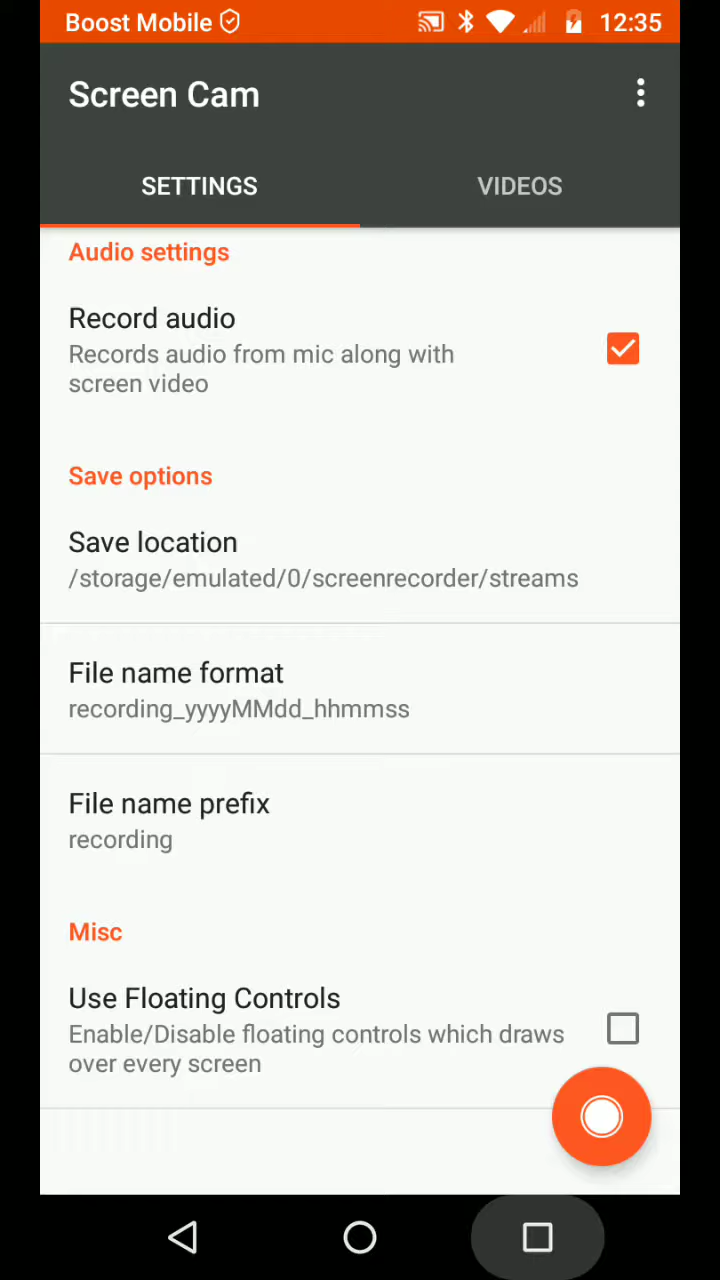 Boost Mobile 12:35
Screen Cam
SETTINGS VIDEOS
Audio settings
Record audio
Records audio from mic along with
screen video
Save options
Save location
/storage/emulated/0/screenrecorder/streams
File name format
recording_yyyyMMdd_hhmmss
File name prefix
recording
Misc
Use Floating Controls
Enable/Disable floating controls which draws
over every screen